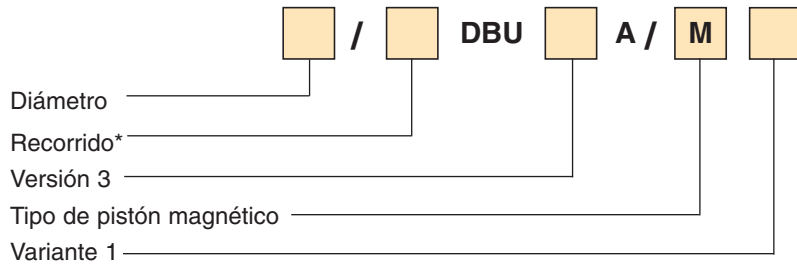 / DBU A / M
Diámetro
Recorrido*
Versión 3
Tipo de pistón magnético
Variante 1